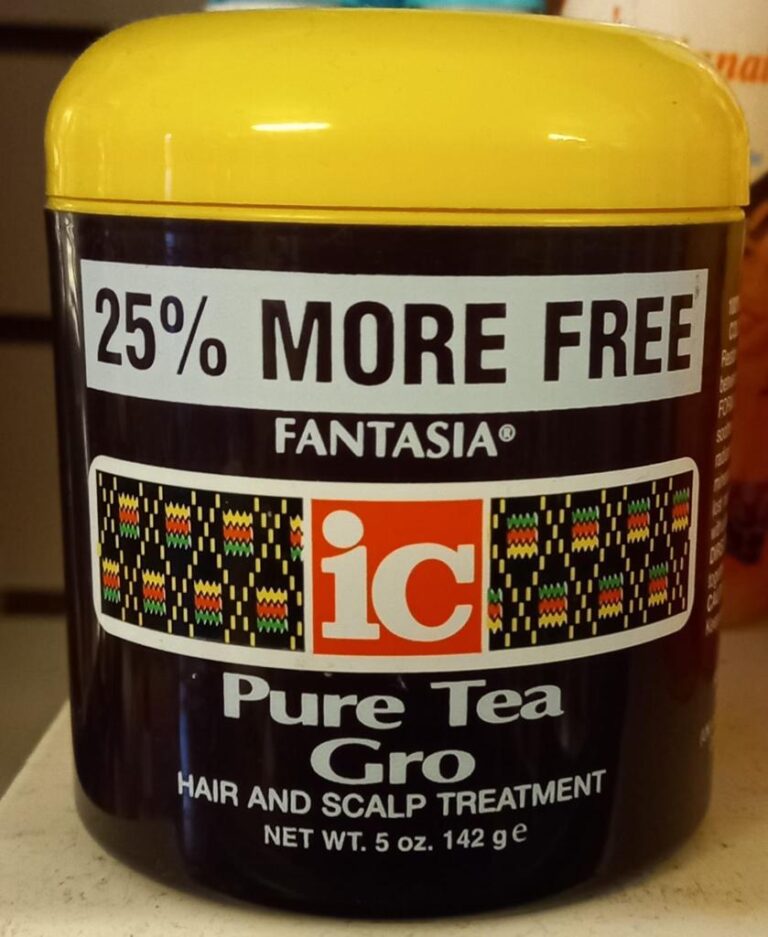 25% MORE FREE
FANTASIA®
ic
Pure Tea
Gro
HAIR AND SCALP TREATMENT
NET WT. 5 oz. 142 g e